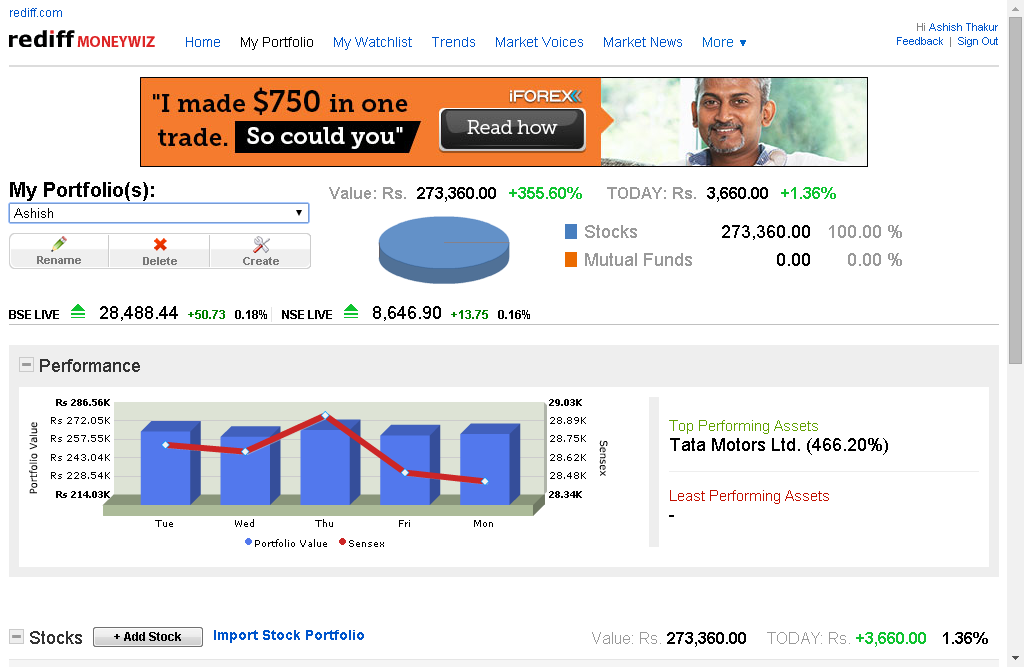 rediff.com
rediff MONEYWIZ
Home My Portfolio My Watchlist Trends Market Voices Market News More ▼
Hi Ashish Thakur
Feedback | Sign Out
"I made $750 in one
trade. So could you"
iFOREX
Read how
My Portfolio(s):
Ashish
Rename Delete Create
Value: Rs. 273,360.00 +355.60% TODAY: Rs. 3,660.00 +1.36%
Stocks 273,360.00 100.00 %
Mutual Funds 0.00 0.00 %
BSE LIVE 28,488.44 +50.73 0.18% NSE LIVE 8,646.90 +13.75 0.16%
Performance
Portfolio Value
Rs 286.56K
Rs 272.05K
Rs 257.55K
Rs 243.04K
Rs 228.54K
Rs 214.03K
29.03K
28.89K
28.75K
28.62K
28.48K
28.34K
Sensex
Tue Wed Thu Fri Mon
Portfolio Value Sensex
Top Performing Assets
Tata Motors Ltd. (466.20%)
Least Performing Assets
-
Stocks + Add Stock Import Stock Portfolio Value: Rs. 273,360.00 TODAY: Rs. +3,660.00 1.36%